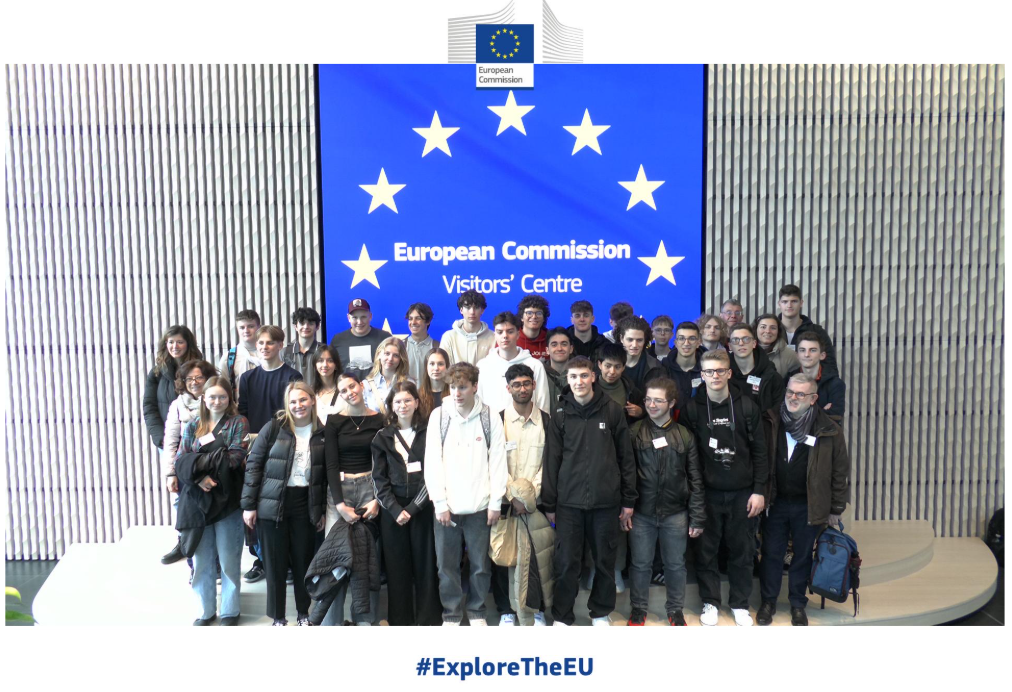 European
Commission
European Commission
Visitors' Centre
#ExploreTheEU